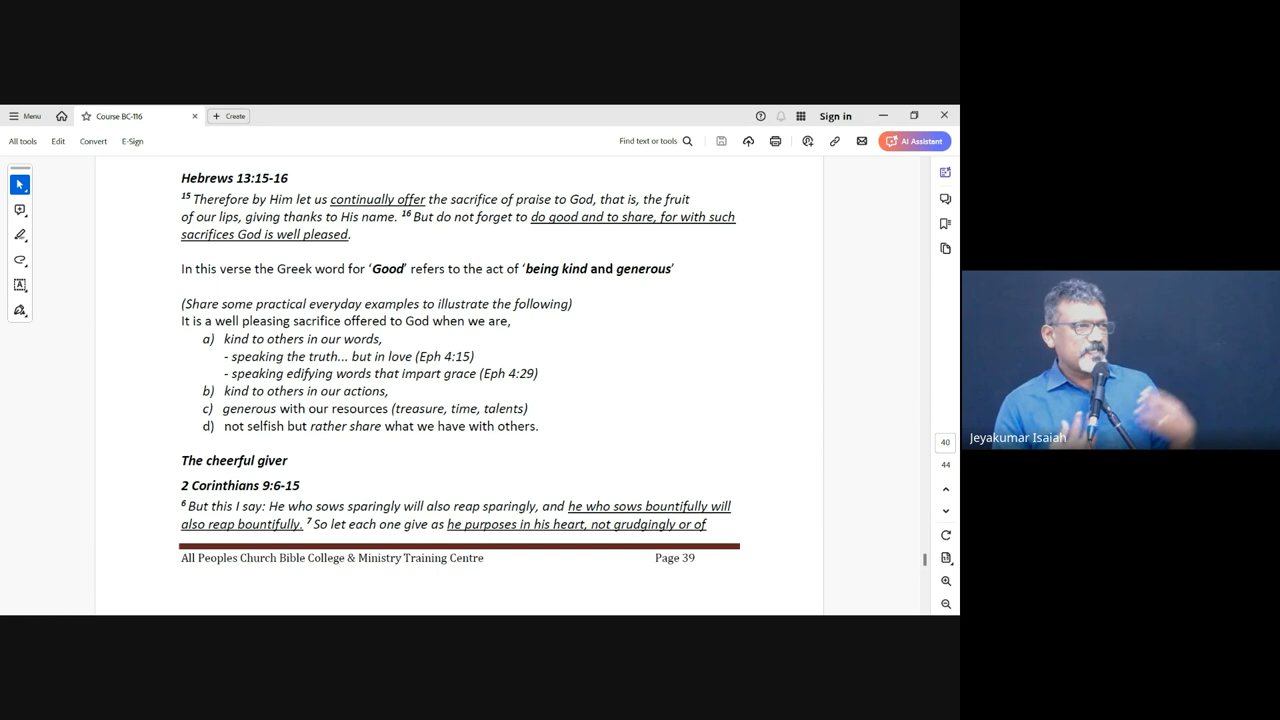 Menu
Course BC-116
Create
Sign in
All tools
Edit
Convert
E-Sign
Find text or tools
AI Assistant
Hebrews 13:15-16
15 Therefore by Him let us continually offer the sacrifice of praise to God, that is, the fruit
of our lips, giving thanks to His name. 16 But do not forget to do good and to share, for with such
sacrifices God is well pleased.
In this verse the Greek word for ‘Good’ refers to the act of ‘being kind and generous’
(Share some practical everyday examples to illustrate the following)
It is a well pleasing sacrifice offered to God when we are,
a) kind to others in our words,
- speaking the truth... but in love (Eph 4:15)
- speaking edifying words that impart grace (Eph 4:29)
b) kind to others in our actions,
c) generous with our resources (treasure, time, talents)
d) not selfish but rather share what we have with others.
The cheerful giver
2 Corinthians 9:6-15
6 But this I say: He who sows sparingly will also reap sparingly, and he who sows bountifully will
also reap bountifully. 7 So let each one give as he purposes in his heart, not grudgingly or of
All Peoples Church Bible College & Ministry Training Centre Page 39
40
44
Jeyakumar Isaiah